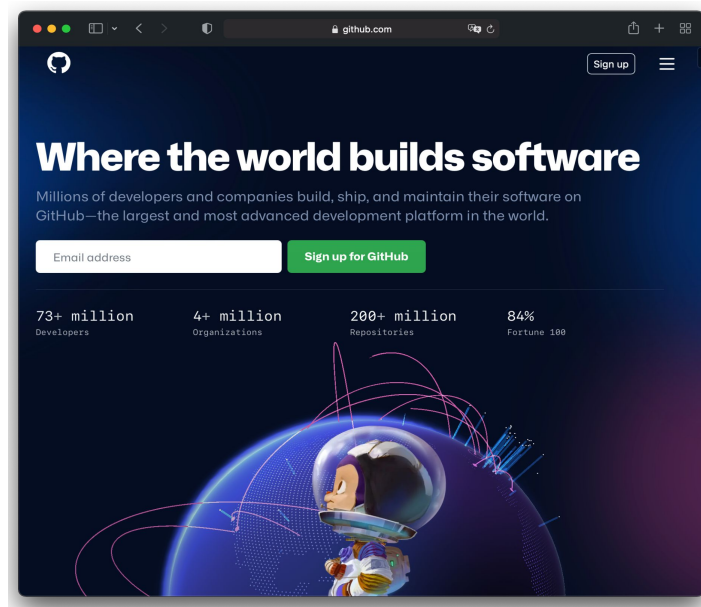 github.com
Sign up
Where the world builds software
Millions of developers and companies build, ship, and maintain their software on
GitHub—the largest and most advanced development platform in the world.
Email address
Sign up for GitHub
73+ million
Developers
4+ million
Organizations
200+ million
Repositories
84%
Fortune 100